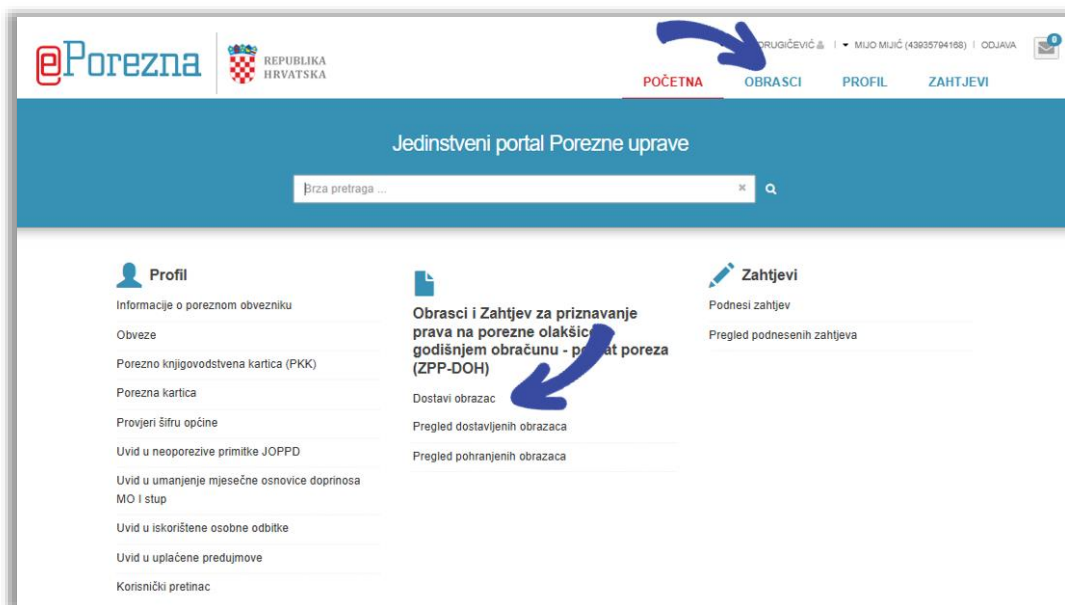 ePorezna
REPUBLIKA
HRVATSKA
DRUGIČEVIĆ | MIJO MIJIĆ (43935794168) | ODJAVA
0
POČETNA OBRASCI PROFIL ZAHTJEVI
Jedinstveni portal Porezne uprave
Brza pretraga ...
Profil
Informacije o poreznom obvezniku
Obveze
Porezno knjigovodstvena kartica (PKK)
Porezna kartica
Provjeri šifru općine
Uvid u neoporezive primitke JOPPD
Uvid u umanjenje mjesečne osnovice doprinosa
MO I stup
Uvid u iskorištene osobne odbitke
Uvid u uplaćene predujmove
Korisnički pretinac
Obrasci i Zahtjev za priznavanje
prava na porezne olakšice
godišnjem obračunu - poreza
(ZPP-DOH)
Dostavi obrazac
Pregled dostavljenih obrazaca
Pregled pohranjenih obrazaca
Zahtjevi
Podnesi zahtjev
Pregled podnesenih zahtjeva